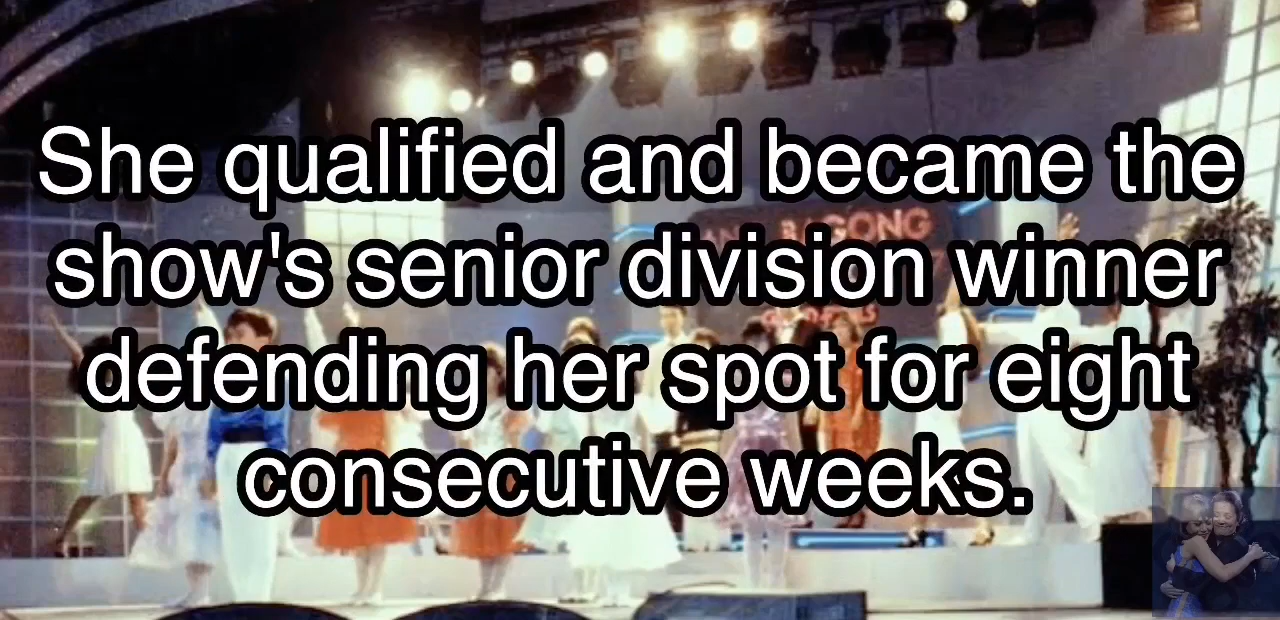 She qualified and became the
show's senior division winner
defending her spot for eight
consecutive weeks.